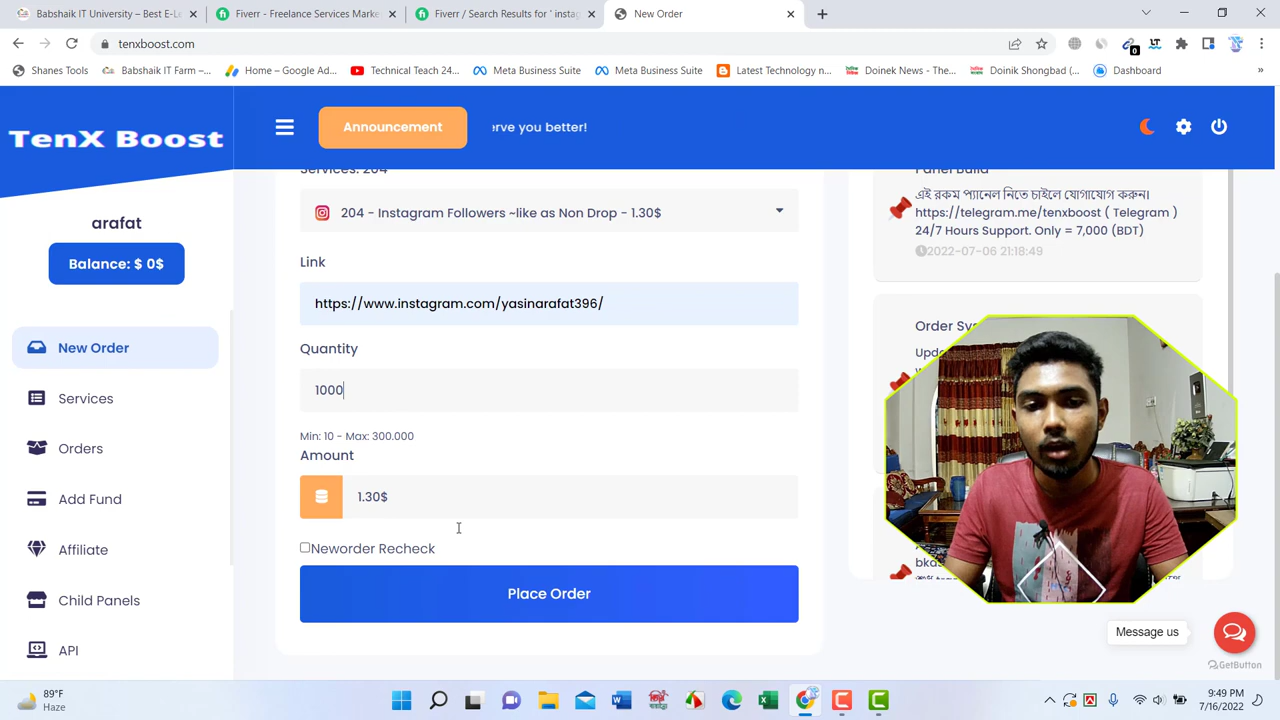 Babshaik IT University – Best E-Le
Fiverr - Freelance Services Marke
Fiverr / Search Results for ' instag
New Order
tenxboost.com
Shanes Tools
Babshaik IT Farm –...
Home – Google Ad...
Technical Teach 24...
Meta Business Suite
Meta Business Suite
Latest Technology n...
Doinek News - The...
Doinik Shongbad (...
Dashboard
»
TenX Boost
Announcement
rve you better!
arafat
Balance: $ 0$
New Order
Services
Orders
Add Fund
Affiliate
Child Panels
API
Services: 204
204 - Instagram Followers ~like as Non Drop - 1.30$
Link
https://www.instagram.com/yasinarafat396/
Quantity
1000
Min: 10 - Max: 300.000
Amount
1.30$
Neworder Recheck
Place Order
Panel Build
এই রকম প্যানেল নিতে চাইলে যোগাযোগ করুন।
https://telegram.me/tenxboost ( Telegram )
24/7 Hours Support. Only = 7,000 (BDT)
2022-07-06 21:18:49
Order Sys
Upda
bka
Message us
GetButton
89°F
Haze
9:49 PM
7/16/2022